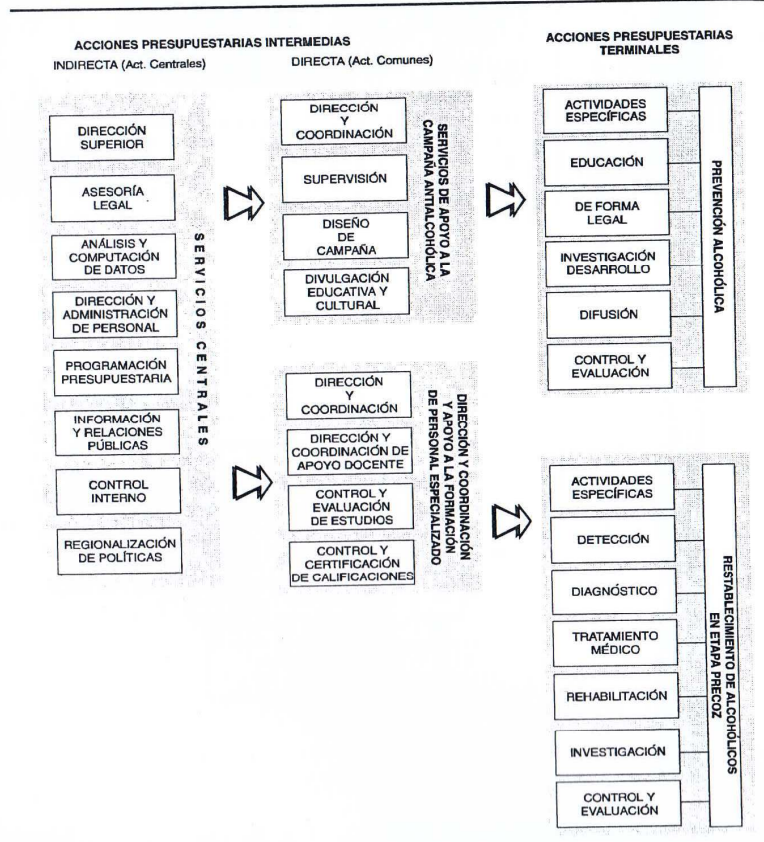 ACCIONES PRESUPUESTARIAS INTERMEDIAS
INDIRECTA (Act. Centrales)
DIRECTA (Act. Comunes)
ACCIONES PRESUPUESTARIAS
TERMINALES
DIRECCIÓN
SUPERIOR
ASESORÍA
LEGAL
ANÁLISIS Y
COMPUTACIÓN
DE DATOS
DIRECCIÓN Y
ADMINISTRACIÓN
DE PERSONAL
PROGRAMACIÓN
PRESUPUESTARIA
INFORMACIÓN
Y RELACIONES
PÚBLICAS
CONTROL
INTERNO
REGIONALIZACIÓN
DE POLÍTICAS
SERVICIOS CENTRALES
DIRECCIÓN
Y
COORDINACIÓN
SUPERVISIÓN
DISEÑO
DE
CAMPAÑA
DIVULGACIÓN
EDUCATIVA Y
CULTURAL
SERVICIOS DE APOYO A LA
CAMPAÑA ANTIALCOHÓLICA
DIRECCIÓN
Y
COORDINACIÓN
DIRECCIÓN Y
COORDINACIÓN DE
APOYO DOCENTE
CONTROL Y
EVALUACIÓN
DE ESTUDIOS
CONTROL Y
CERTIFICACIÓN
DE CALIFICACIONES
DIRECCIÓN Y COORDINACIÓN
Y APOYO A LA FORMACIÓN
DE PERSONAL ESPECIALIZADO
ACTIVIDADES
ESPECÍFICAS
EDUCACIÓN
DE FORMA
LEGAL
INVESTIGACIÓN
DESARROLLO
DIFUSIÓN
CONTROL Y
EVALUACIÓN
PREVENCIÓN ALCOHÓLICA
ACTIVIDADES
ESPECÍFICAS
DETECCIÓN
DIAGNÓSTICO
TRATAMIENTO
MÉDICO
REHABILITACIÓN
INVESTIGACIÓN
CONTROL Y
EVALUACIÓN
RESTABLECIMIENTO DE ALCOHÓLICOS
EN ETAPA PRECOZ